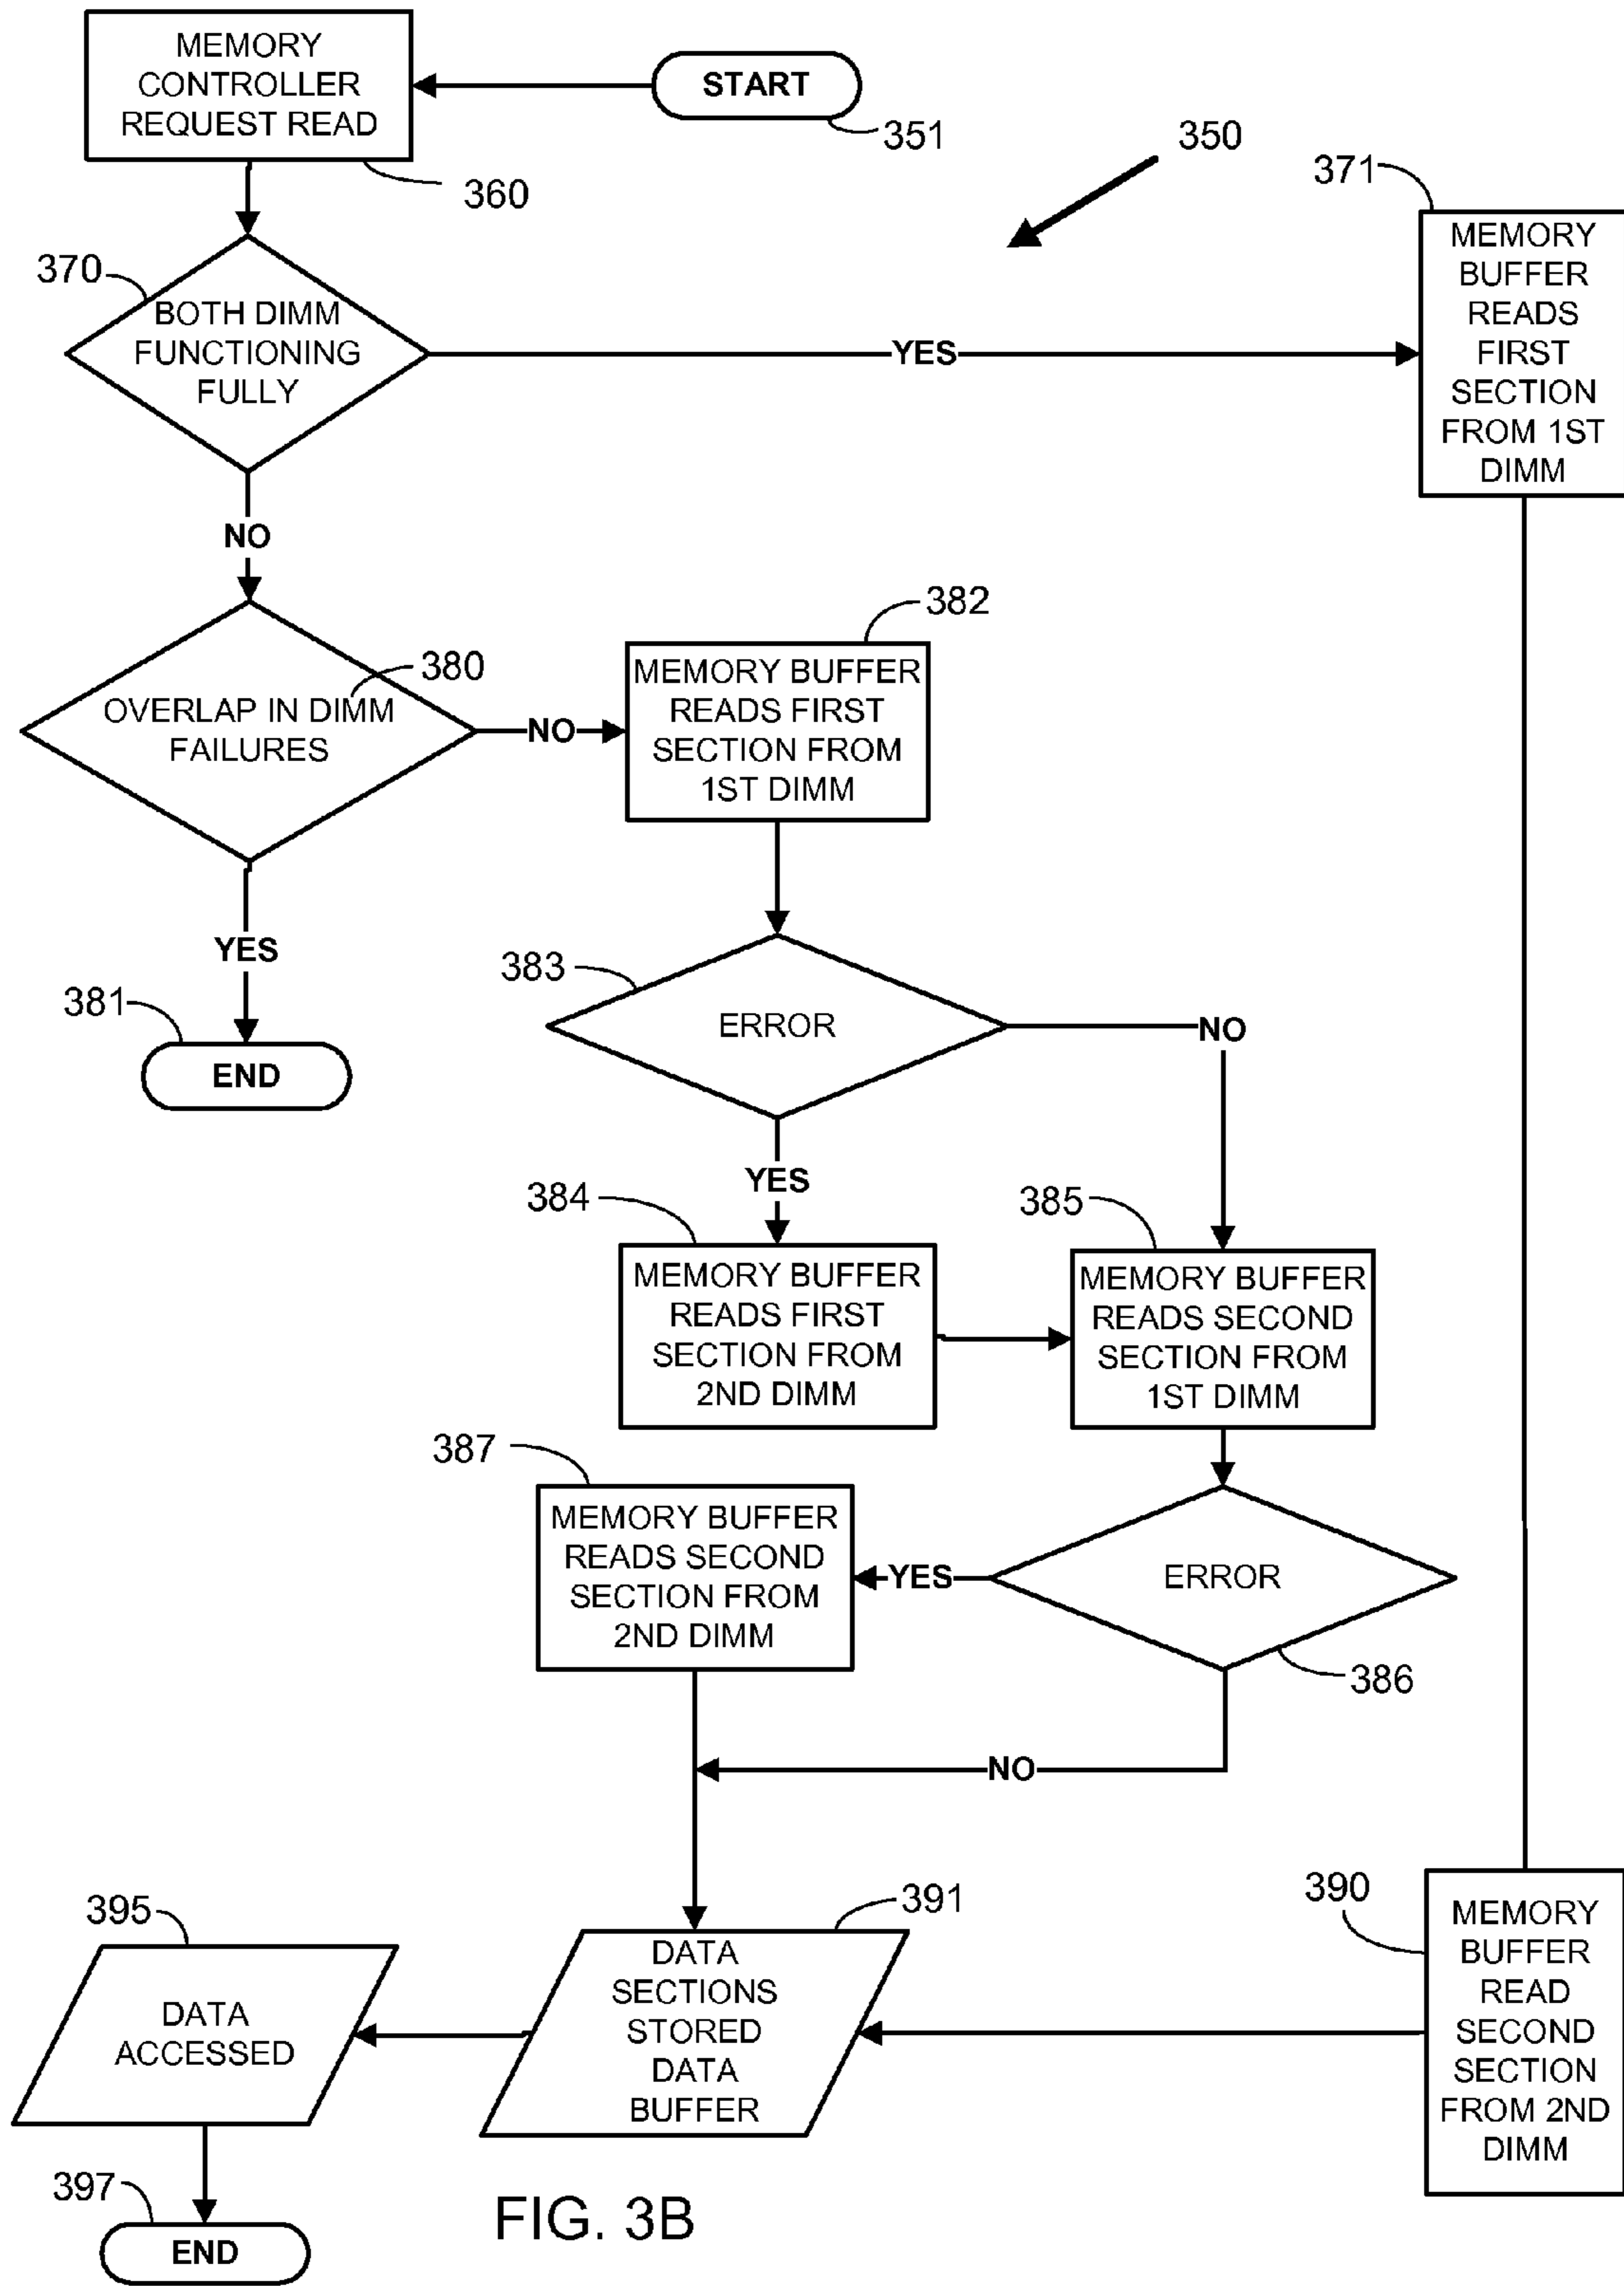 MEMORY
CONTROLLER
REQUEST READ
START
351
360
350
371
MEMORY
BUFFER
READS
FIRST
SECTION
FROM 1ST
DIMM
370
BOTH DIMM
FUNCTIONING
FULLY
YES
NO
380
OVERLAP IN DIMM
FAILURES
NO
382
MEMORY BUFFER
READS FIRST
SECTION FROM
1ST DIMM
YES
381
END
383
ERROR
NO
YES
384
MEMORY BUFFER
READS FIRST
SECTION FROM
2ND DIMM
385
MEMORY BUFFER
READS SECOND
SECTION FROM
1ST DIMM
387
MEMORY BUFFER
READS SECOND
SECTION FROM
2ND DIMM
YES
ERROR
386
NO
390
MEMORY
BUFFER
READ
SECOND
SECTION
FROM 2ND
DIMM
391
DATA
SECTIONS
STORED
DATA
BUFFER
395
DATA
ACCESSED
397
END
FIG. 3B